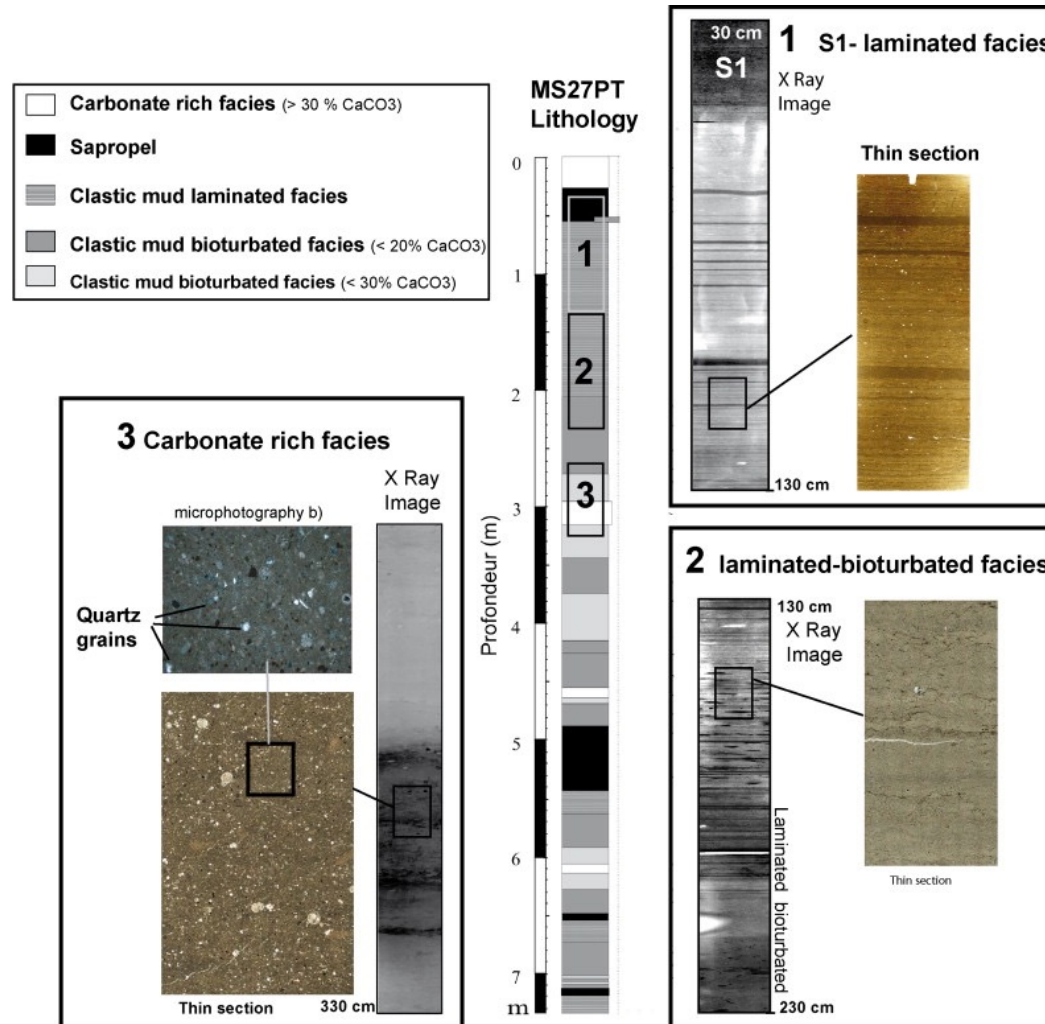 Carbonate rich facies (> 30 % CaCO3)
Sapropel
Clastic mud laminated facies
Clastic mud bioturbated facies (< 20% CaCO3)
Clastic mud bioturbated facies (< 30% CaCO3)
MS27PT
Lithology
0
1
2
3
4
5
6
7
m
Profondeur (m)
1
2
3
30 cm
S1
1 S1- laminated facies
X Ray
Image
Thin section
130 cm
2 laminated-bioturbated facies
130 cm
X Ray
Image
Laminated bioturbated
230 cm
Thin section
3 Carbonate rich facies
X Ray
Image
microphotography b)
Quartz
grains
Thin section
330 cm